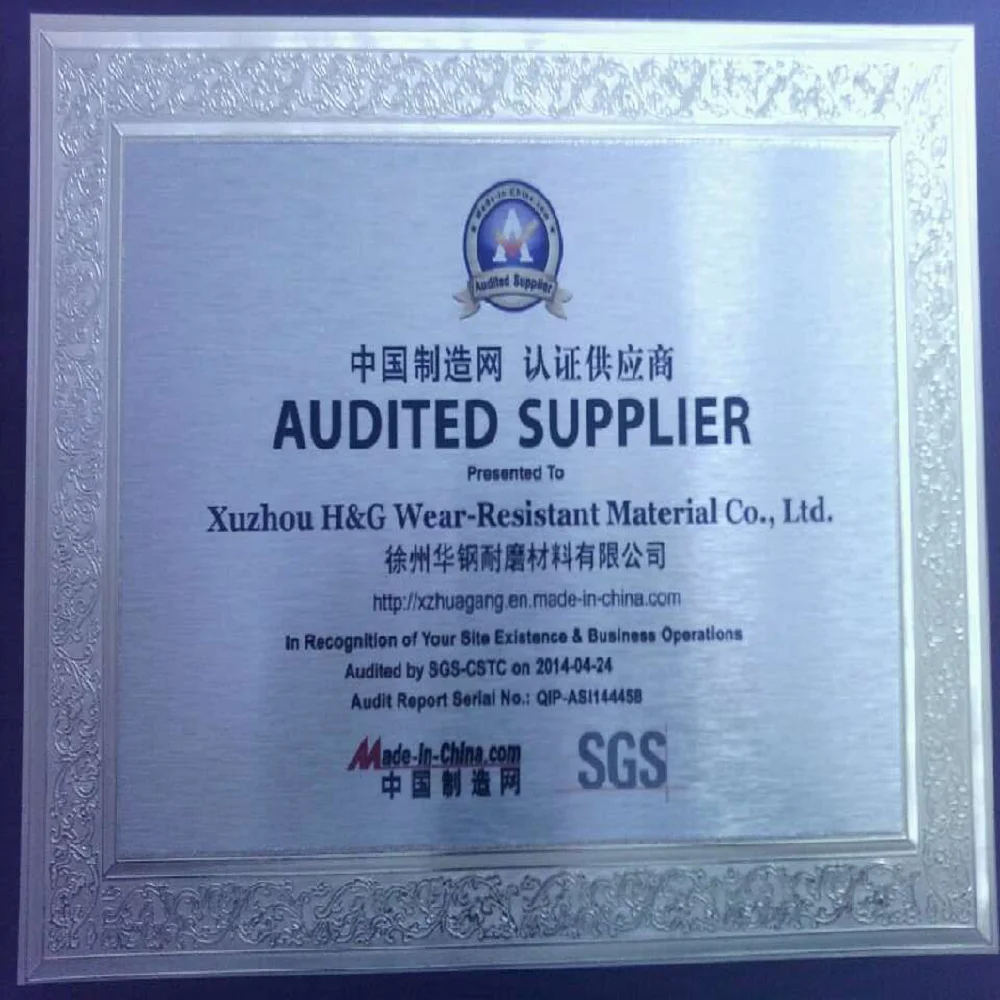 Made-in-China.com
A
Audited Supplier
中国制造网 认证供应商
AUDITED SUPPLIER
Presented To
Xuzhou H&G Wear-Resistant Material Co., Ltd.
徐州华钢耐磨材料有限公司
http://xzhuagang.en.made-in-china.com
In Recognition of Your Site Existence & Business Operations
Audited by SGS-CSTC on 2014-04-24
Audit Report Serial No.: QIP-ASI144458
Made-in-China.com
中国制造网
SGS